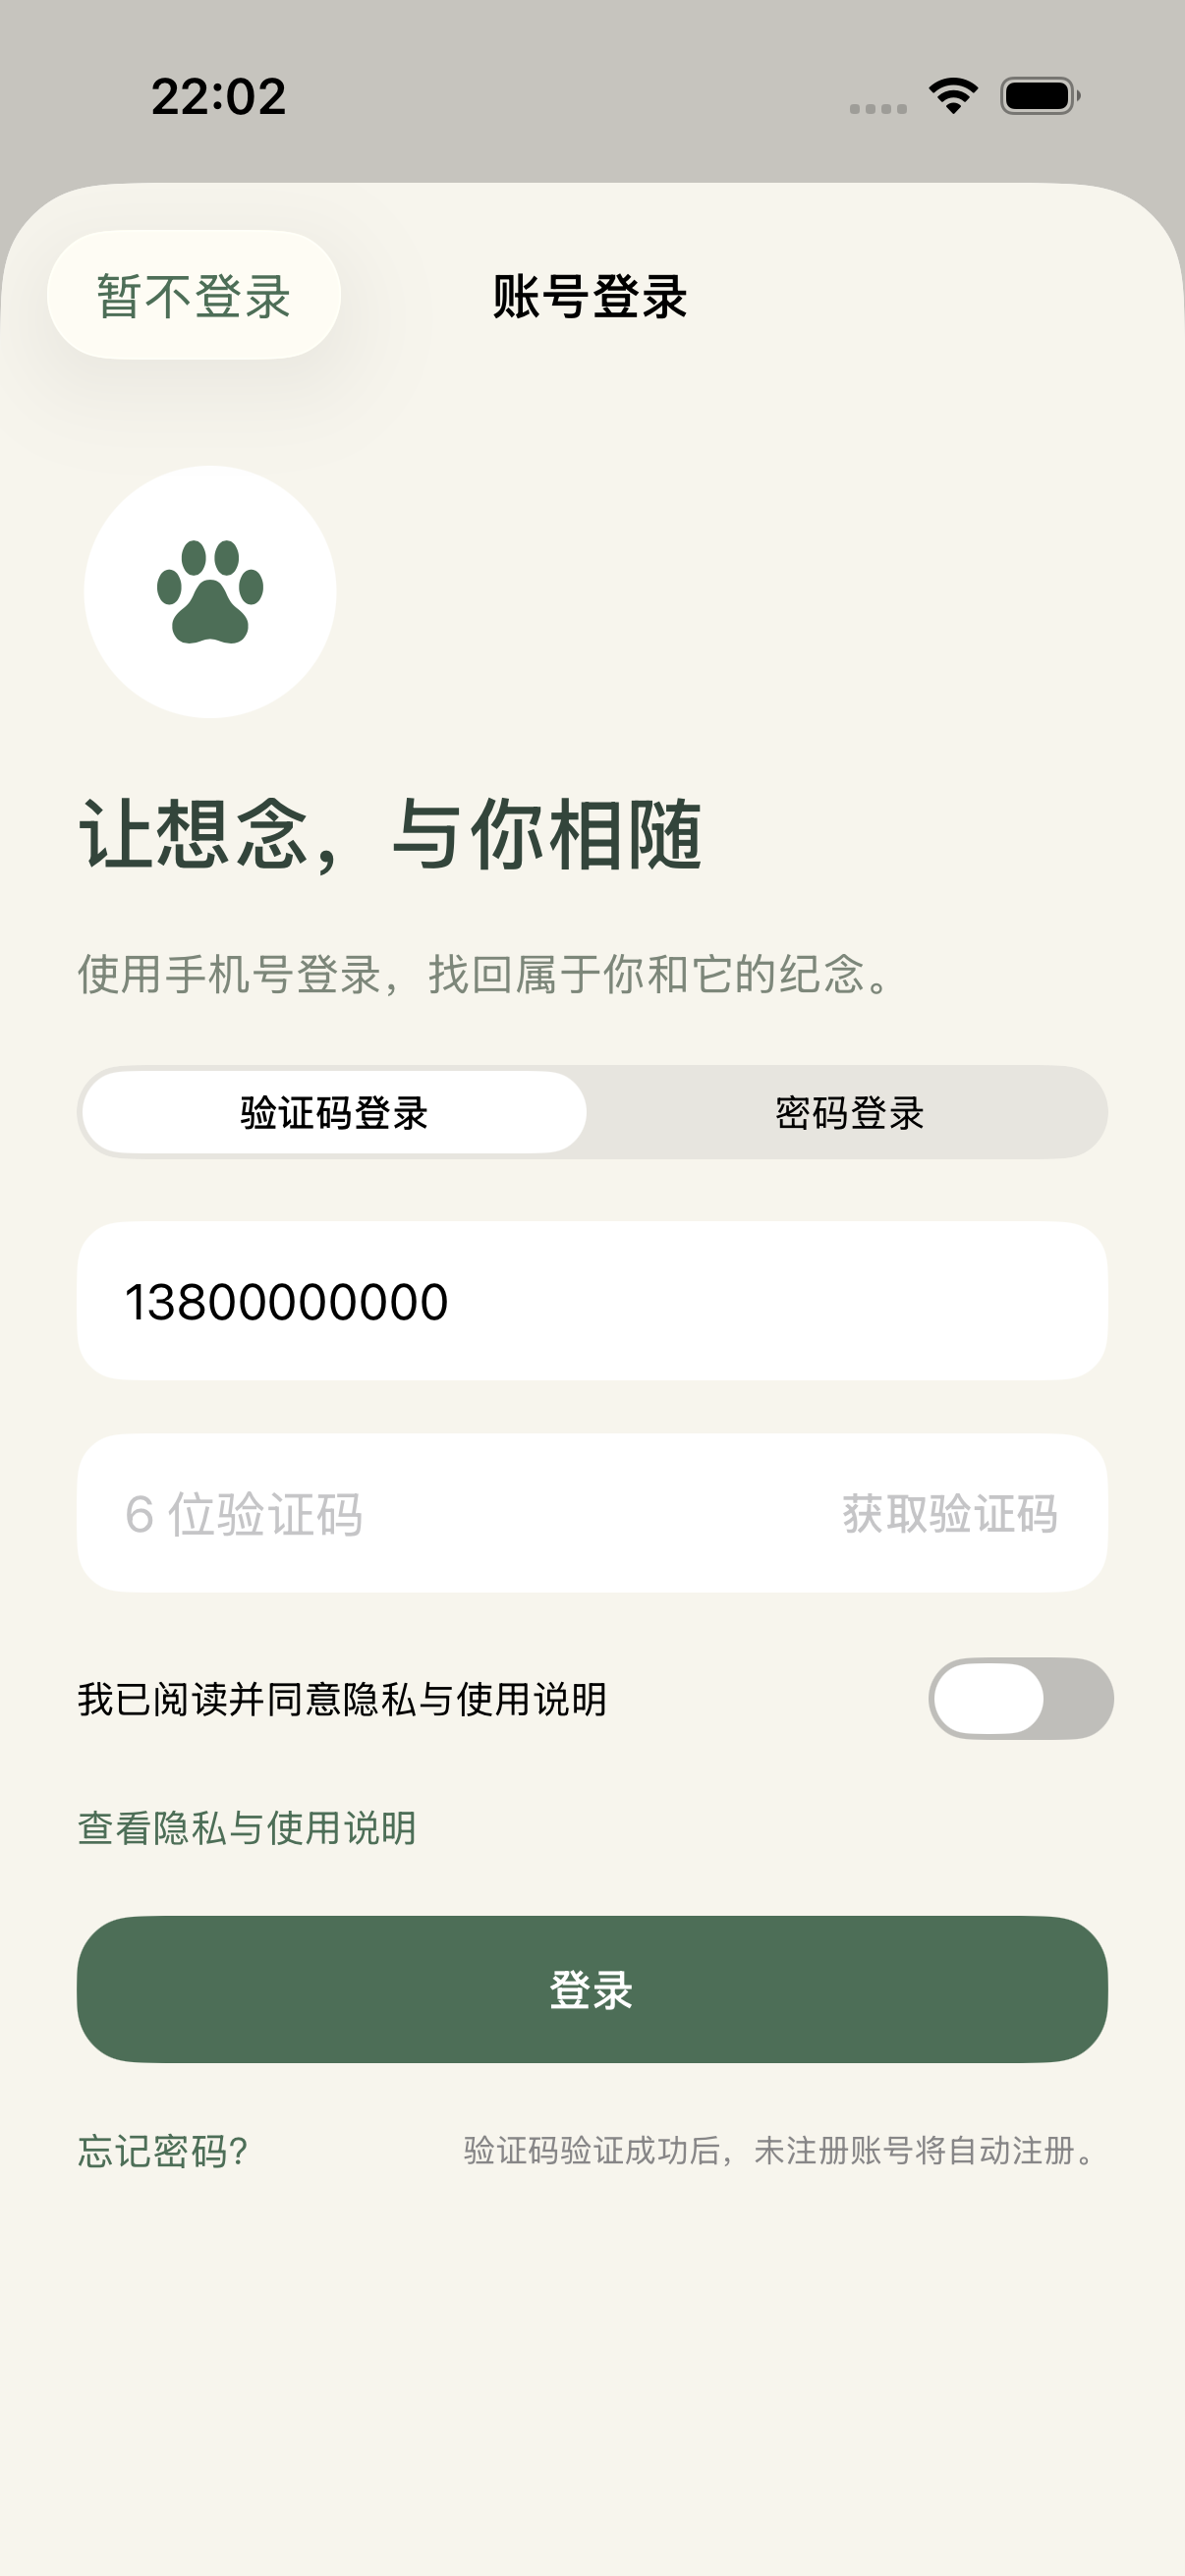 22:02
暂不登录
账号登录
让想念，与你相随
使用手机号登录，找回属于你和它的纪念。
验证码登录
密码登录
13800000000
6 位验证码
获取验证码
我已阅读并同意隐私与使用说明
查看隐私与使用说明
登录
忘记密码?
验证码验证成功后，未注册账号将自动注册。